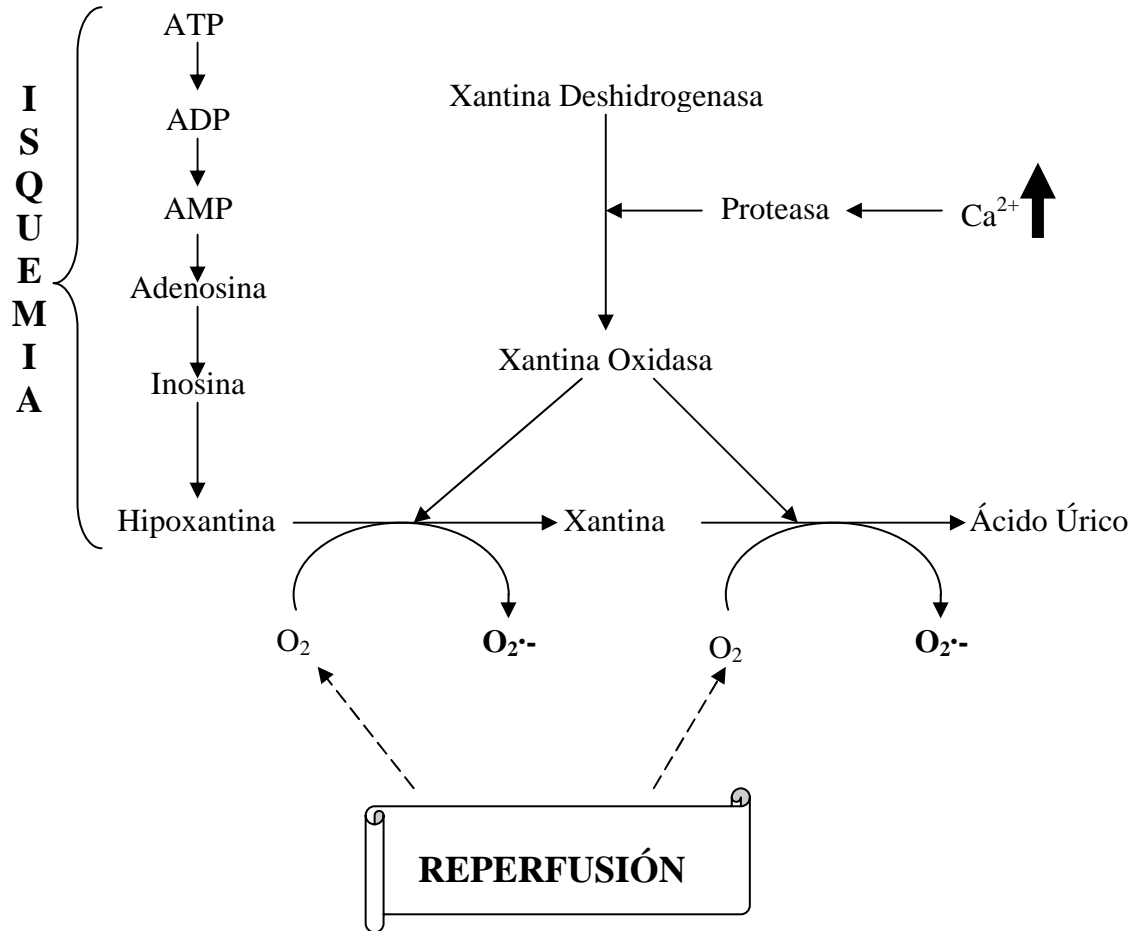 ISQUEMIA
ATP
ADP
AMP
Adenosina
Inosina
Hipoxantina
Xantina Deshidrogenasa
Proteasa
Ca²⁺
Xantina Oxidasa
Xantina
Ácido Úrico
O₂
O₂·-
O₂
O₂·-
REPERFUSIÓN